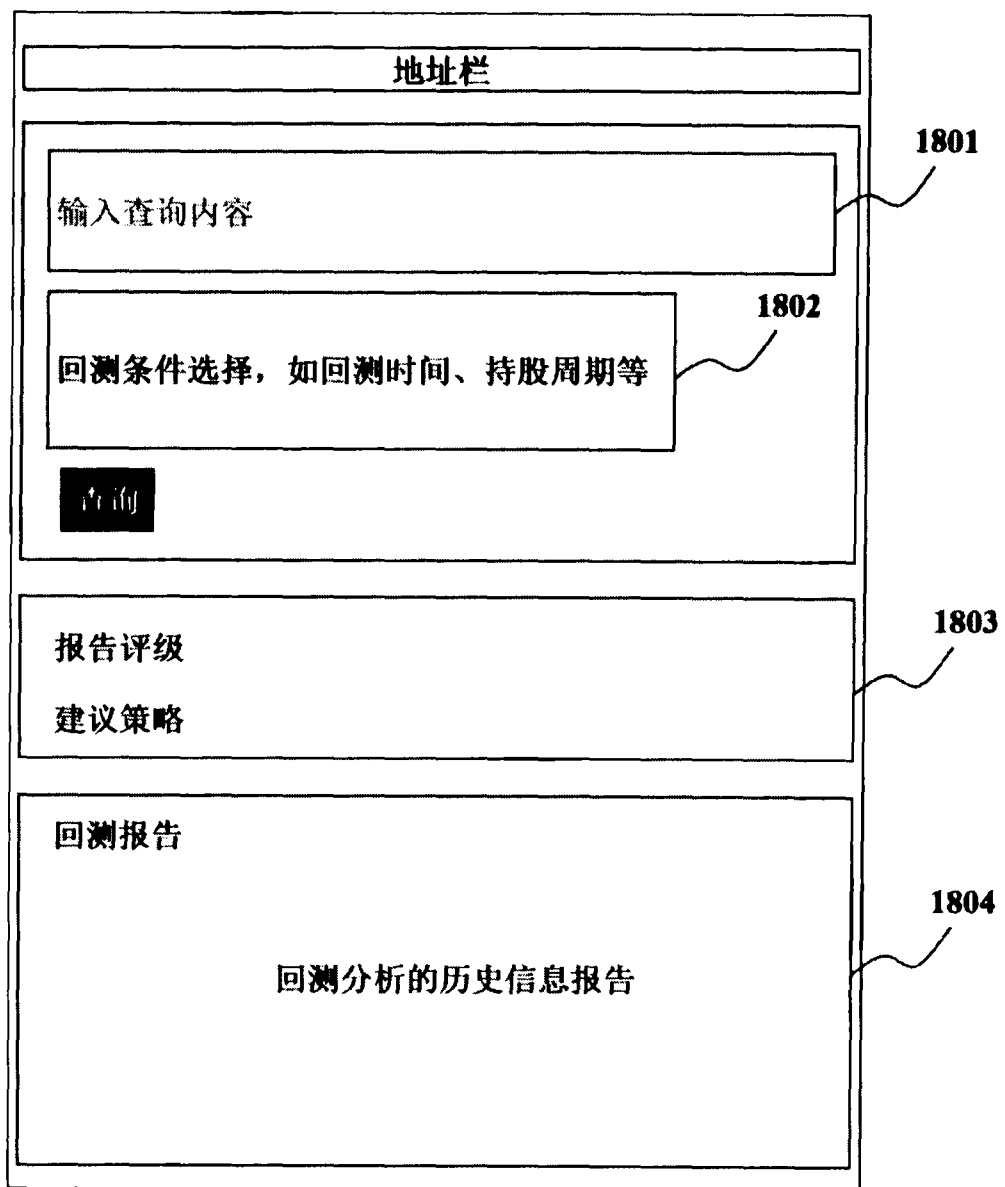 地址栏
1801
输入查询内容
1802
回测条件选择，如回测时间、持股周期等
查询
1803
报告评级
建议策略
回测报告
1804
回测分析的历史信息报告